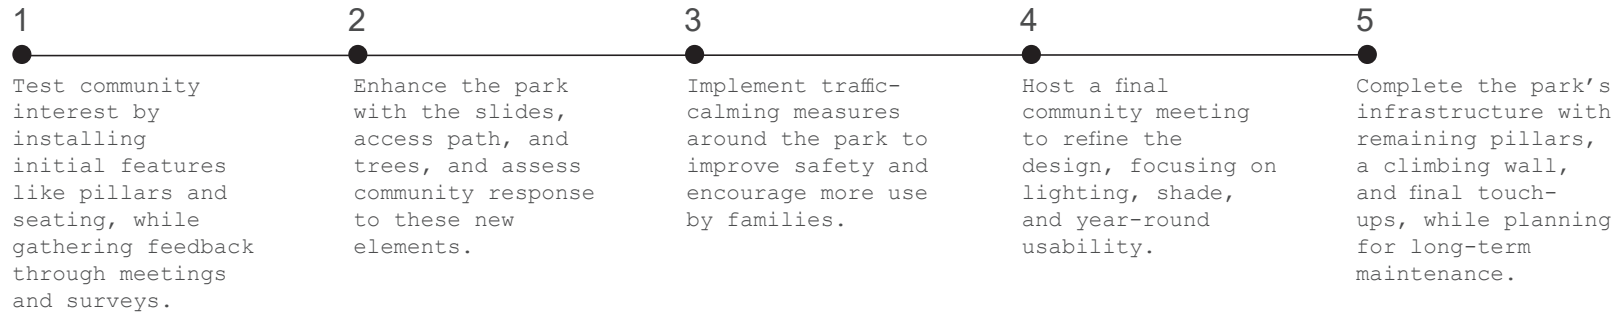 1
Test community
interest by
installing
initial features
like pillars and
seating, while
gathering feedback
through meetings
and surveys.
2
Enhance the park
with the slides,
access path, and
trees, and assess
community response
to these new
elements.
3
Implement traffic-
calming measures
around the park to
improve safety and
encourage more use
by families.
4
Host a final
community meeting
to refine the
design, focusing on
lighting, shade,
and year-round
usability.
5
Complete the park’s
infrastructure with
remaining pillars,
a climbing wall,
and final touch-
ups, while planning
for long-term
maintenance.